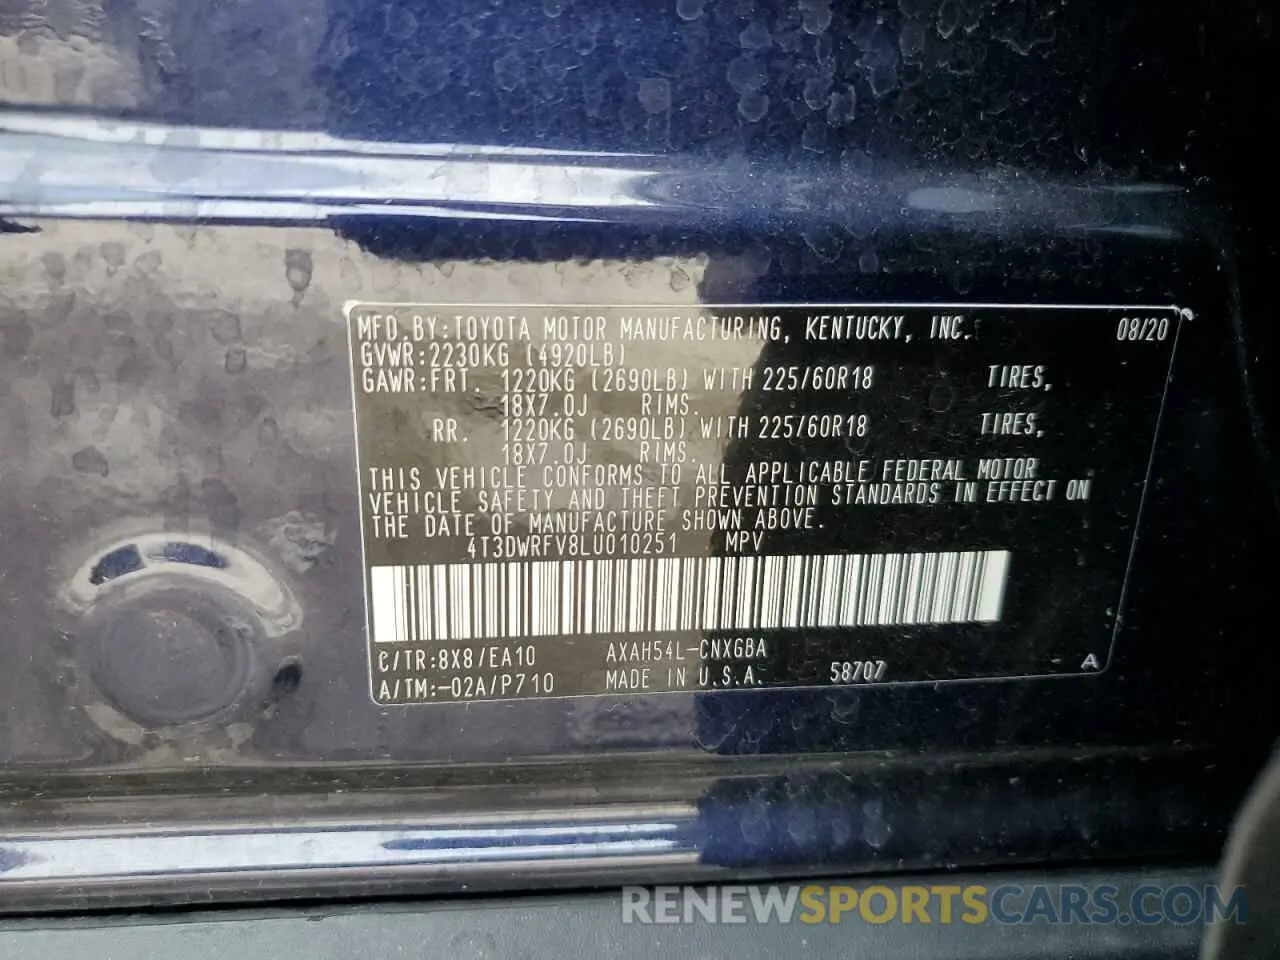 MFD.BY:TOYOTA MOTOR MANUFACTURING, KENTUCKY, INC. 08/20
GVWR:2230KG (4920LB)
GAWR:FRT. 1220KG (2690LB) WITH 225/60R18 TIRES,
18X7.0J RIMS.
RR. 1220KG (2690LB) WITH 225/60R18 TIRES,
18X7.0J RIMS.
THIS VEHICLE CONFORMS TO ALL APPLICABLE FEDERAL MOTOR
VEHICLE SAFETY AND THEFT PREVENTION STANDARDS IN EFFECT ON
THE DATE OF MANUFACTURE SHOWN ABOVE.
4T3DWRFV8LU010251 MPV
C/TR:8X8/EA10 AXAH54L-CNXGBA
A/TM:-02A/P710 MADE IN U.S.A. 58707 A
RENEWSPORTSCARS.COM